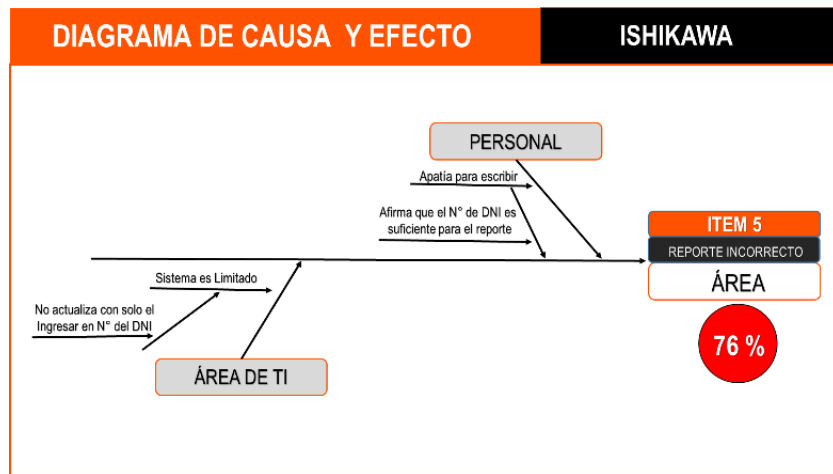 DIAGRAMA DE CAUSA Y EFECTO
ISHIKAWA
PERSONAL
Apatía para escribir
Afirma que el N° de DNI es
suficiente para el reporte
ITEM 5
REPORTE INCORRECTO
ÁREA
76 %
Sistema es Limitado
No actualiza con solo el
Ingresar en N° del DNI
ÁREA DE TI